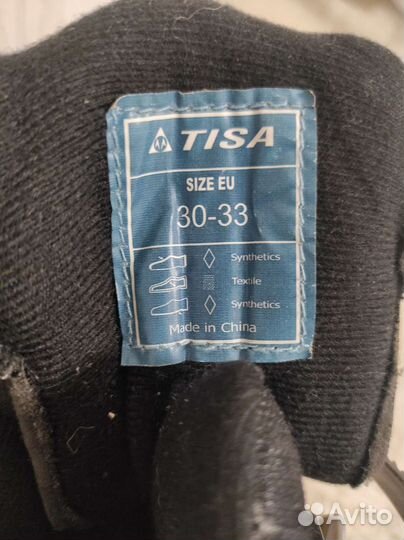 TISA
SIZE EU
30-33
Synthetics
Textile
Synthetics
Made in China
Avito